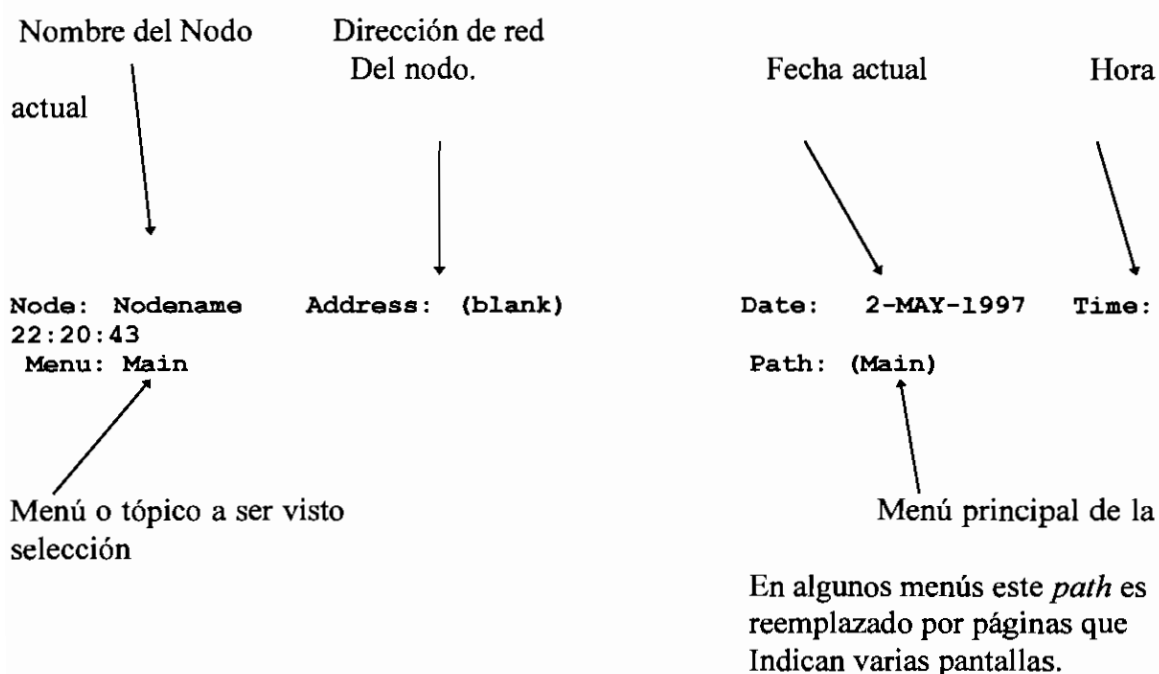 Nombre del Nodo Dirección de red
Del nodo. Fecha actual Hora
actual
Node: Nodename Address: (blank) Date: 2-MAY-1997 Time:
22:20:43
Menu: Main Path: (Main)
Menú o tópico a ser visto Menú principal de la
selección
En algunos menús este path es
reemplazado por páginas que
Indican varias pantallas.